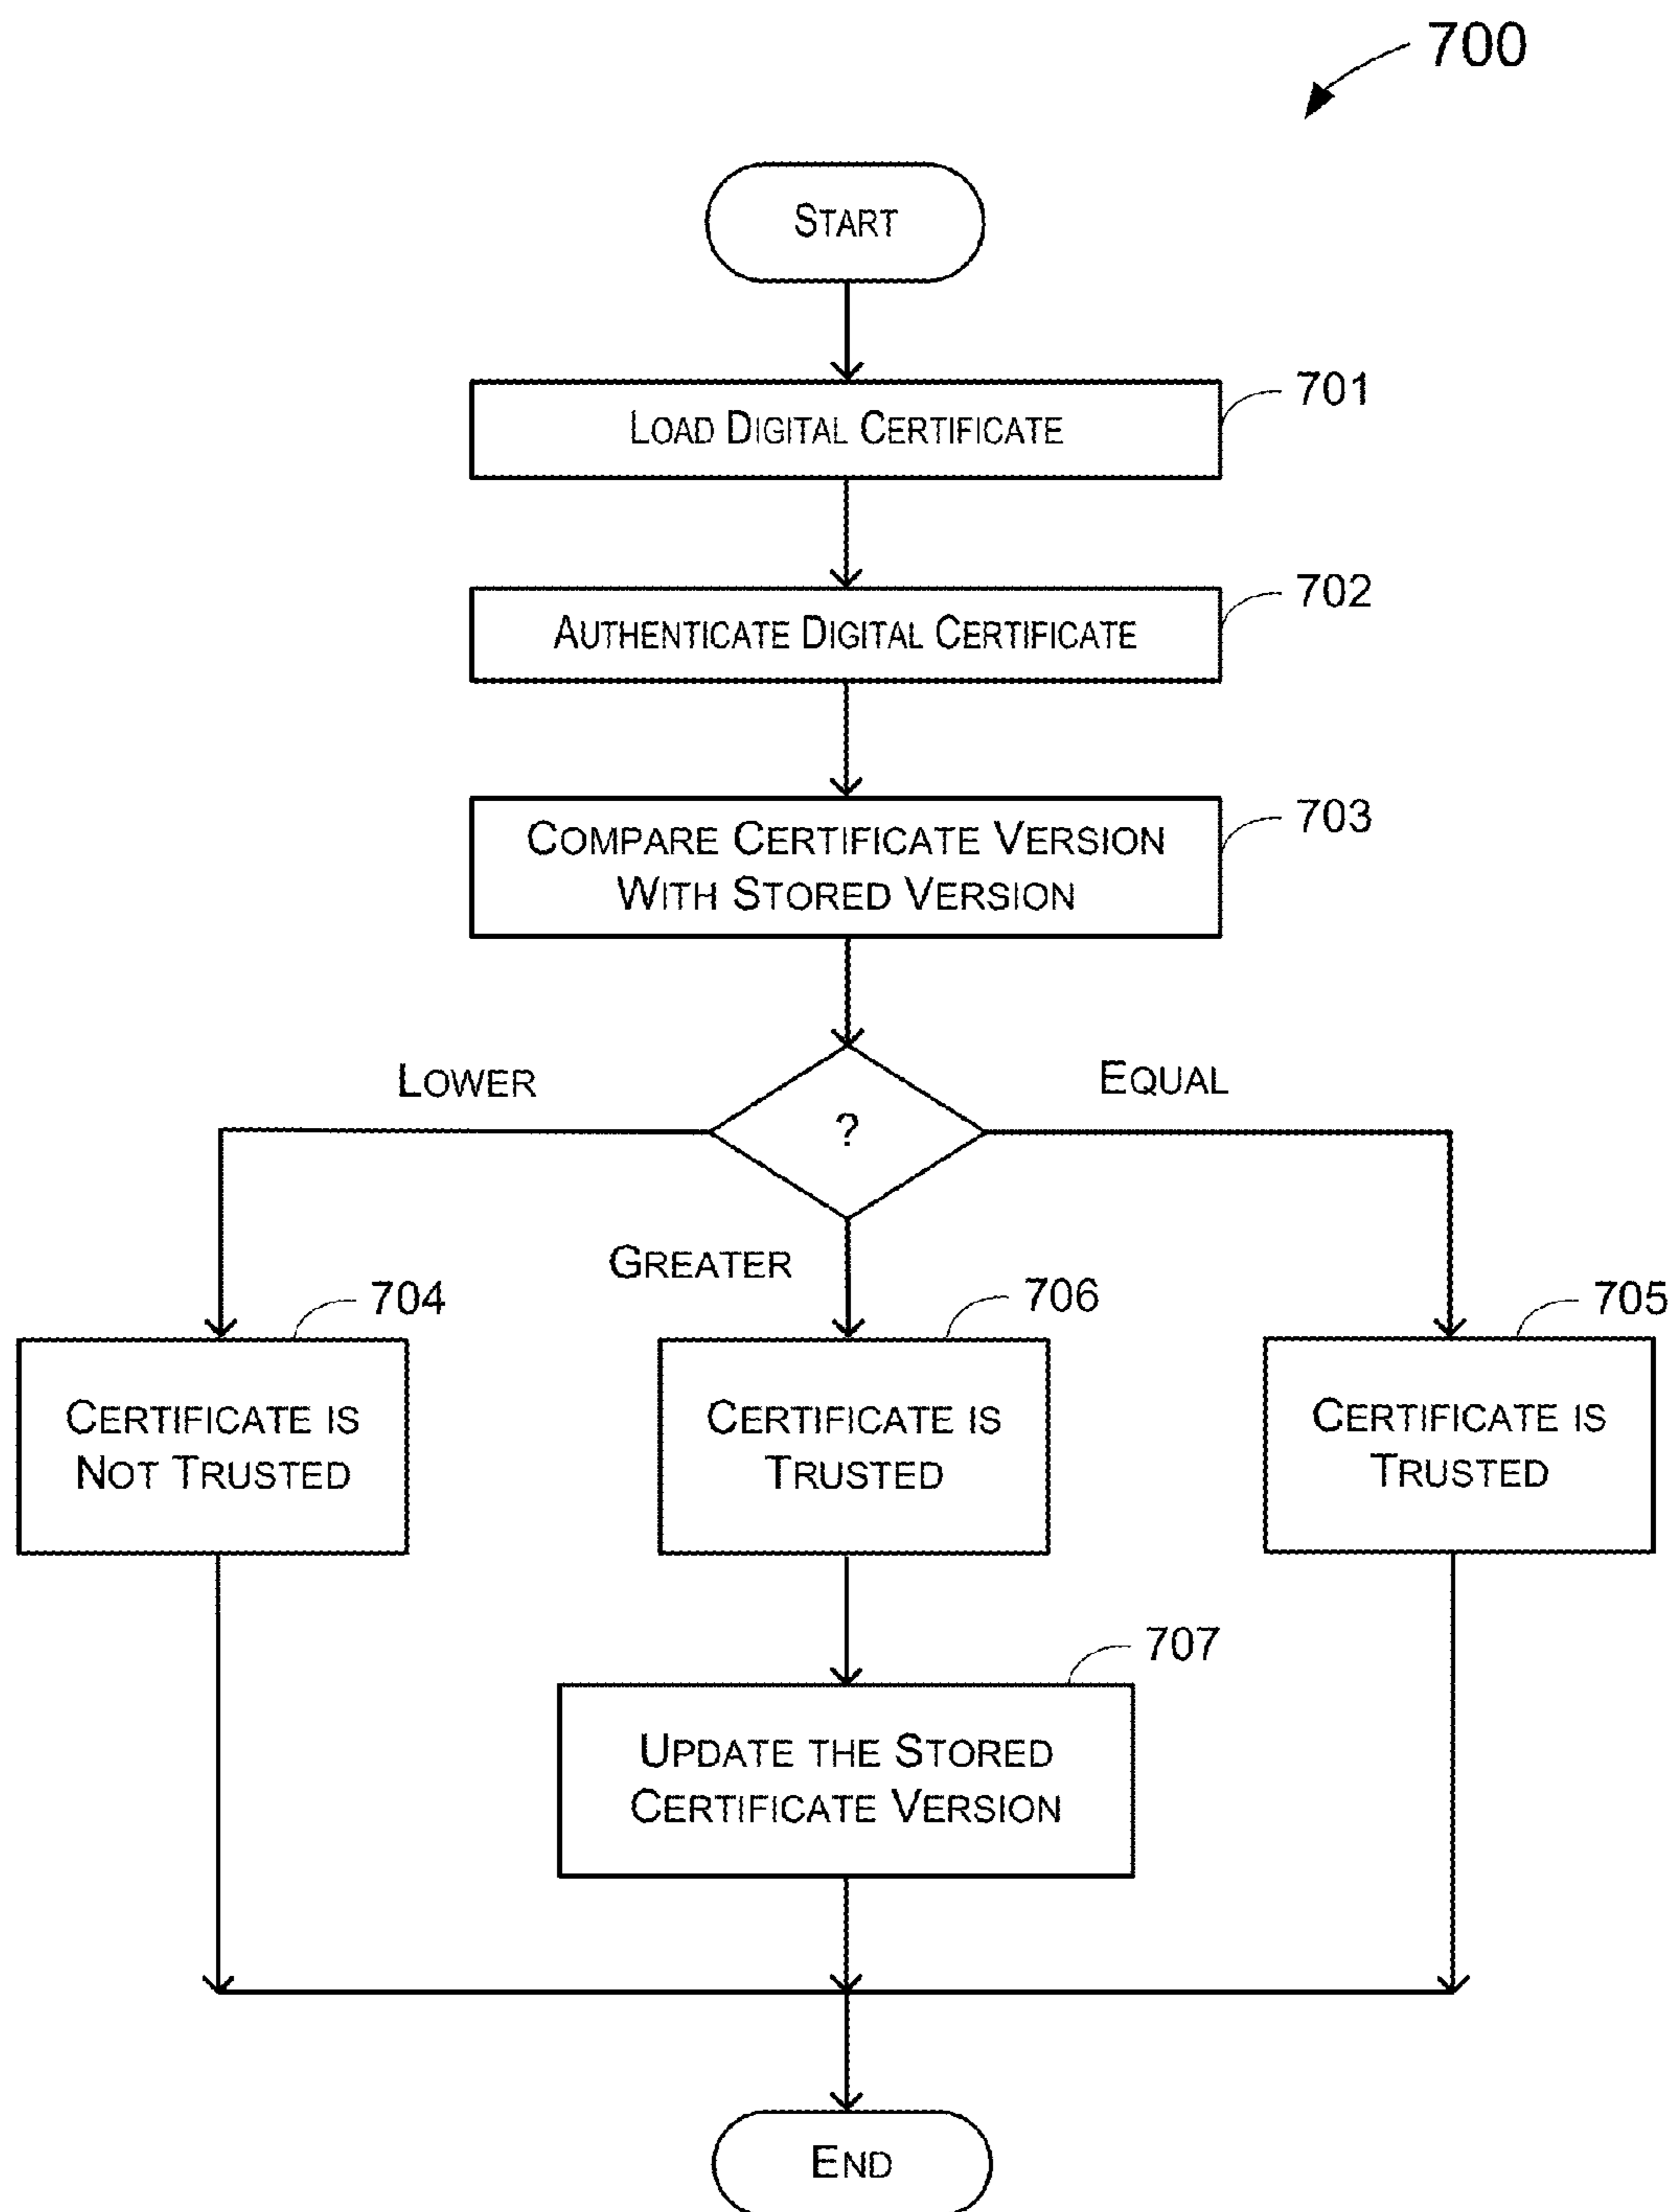 700
START
701
LOAD DIGITAL CERTIFICATE
702
AUTHENTICATE DIGITAL CERTIFICATE
703
COMPARE CERTIFICATE VERSION
WITH STORED VERSION
LOWER
EQUAL
?
GREATER
704
706
705
CERTIFICATE IS
NOT TRUSTED
CERTIFICATE IS
TRUSTED
CERTIFICATE IS
TRUSTED
707
UPDATE THE STORED
CERTIFICATE VERSION
END